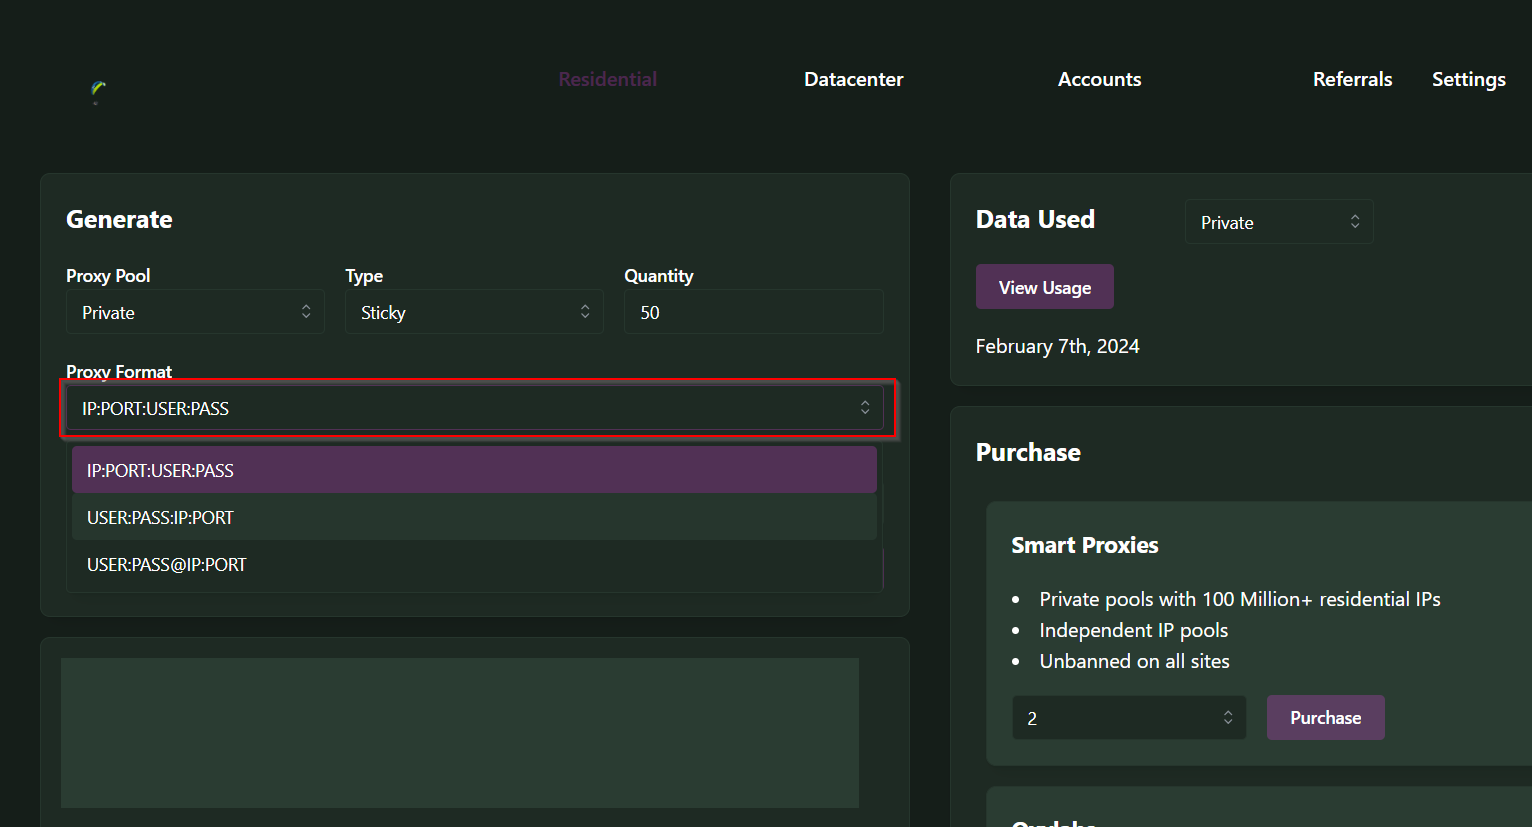 Residential
Datacenter
Accounts
Referrals
Settings
Generate
Proxy Pool
Type
Quantity
Private
Sticky
50
Proxy Format
IP:PORT:USER:PASS
IP:PORT:USER:PASS
USER:PASS:IP:PORT
USER:PASS@IP:PORT
Data Used
Private
View Usage
February 7th, 2024
Purchase
Smart Proxies
• Private pools with 100 Million+ residential IPs
• Independent IP pools
• Unbanned on all sites
2
Purchase